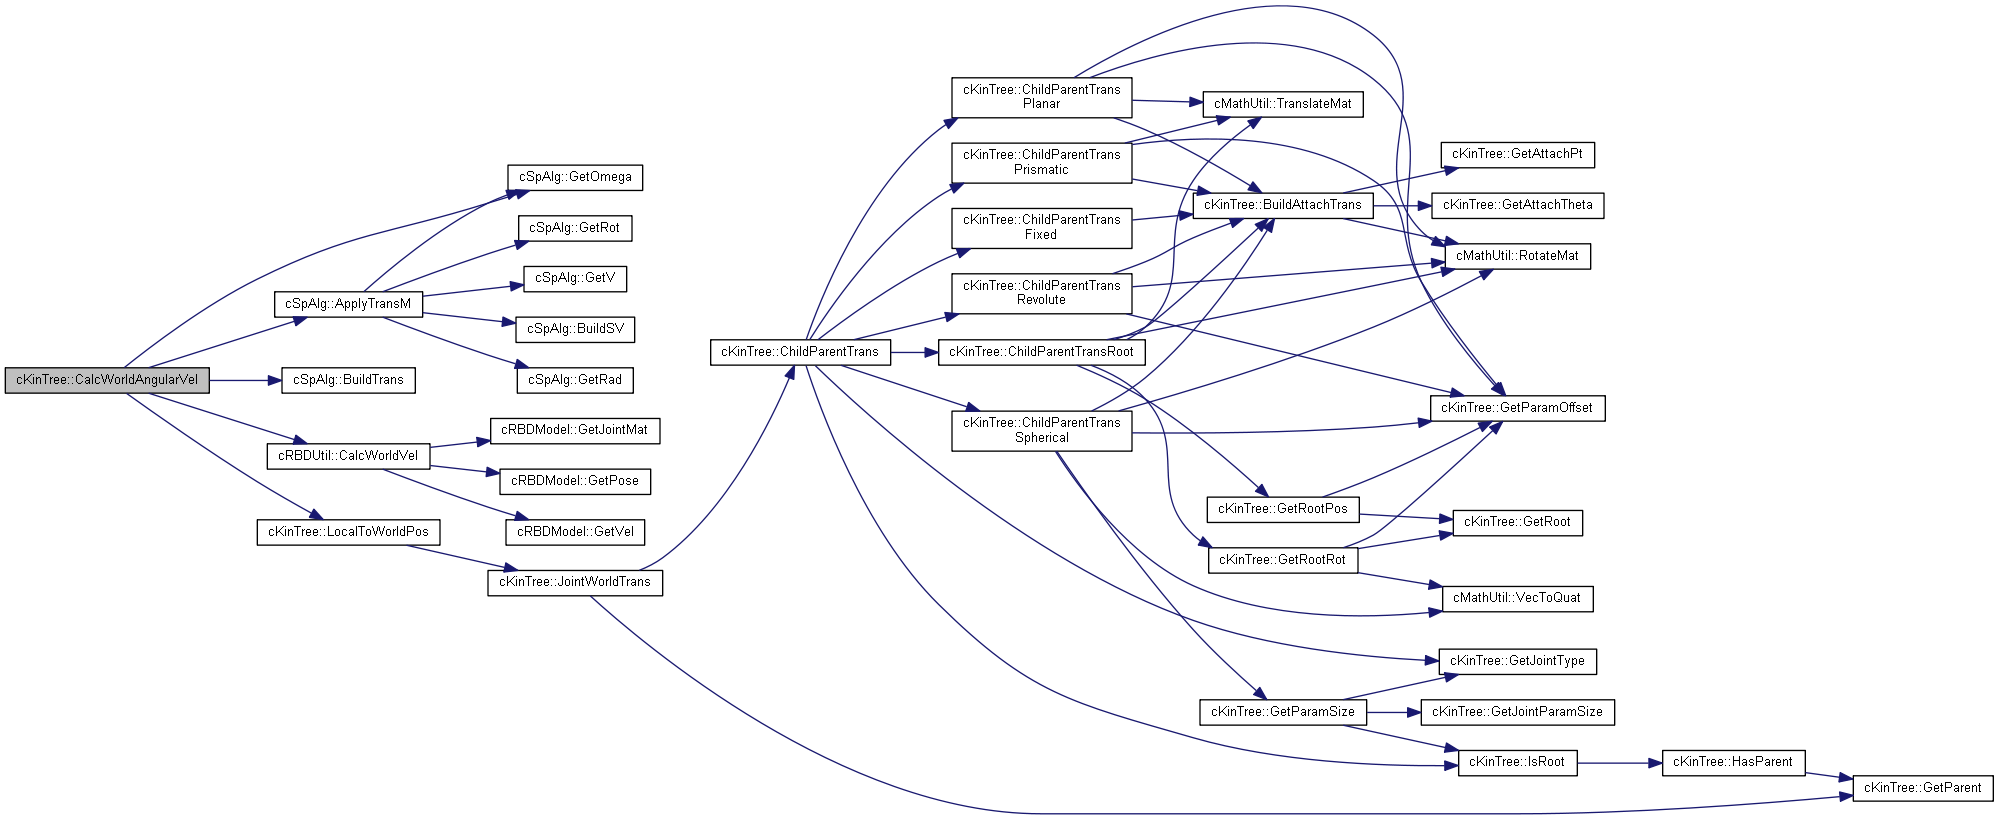 cKinTree::CalcWorldAngularVel
cSpAlg::GetOmega
cSpAlg::GetRot
cSpAlg::GetV
cSpAlg::ApplyTransM
cSpAlg::BuildSV
cSpAlg::GetRad
cSpAlg::BuildTrans
cRBDUtil::CalcWorldVel
cRBDModel::GetJointMat
cRBDModel::GetPose
cRBDModel::GetVel
cKinTree::LocalToWorldPos
cKinTree::JointWorldTrans
cKinTree::ChildParentTrans
cKinTree::ChildParentTrans
Planar
cKinTree::ChildParentTrans
Prismatic
cKinTree::ChildParentTrans
Fixed
cKinTree::ChildParentTrans
Revolute
cKinTree::ChildParentTransRoot
cKinTree::ChildParentTrans
Spherical
cMathUtil::TranslateMat
cKinTree::BuildAttachTrans
cKinTree::GetRootPos
cKinTree::GetRootRot
cKinTree::GetParamSize
cKinTree::GetAttachPt
cKinTree::GetAttachTheta
cMathUtil::RotateMat
cKinTree::GetParamOffset
cKinTree::GetRoot
cMathUtil::VecToQuat
cKinTree::GetJointType
cKinTree::GetJointParamSize
cKinTree::IsRoot
cKinTree::HasParent
cKinTree::GetParent